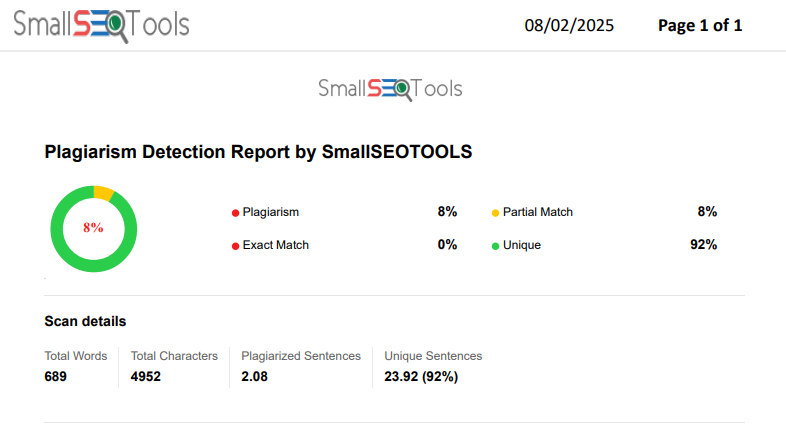 SmallSEOTools 08/02/2025 Page 1 of 1
SmallSEOTools
Plagiarism Detection Report by SmallSEOTOOLS
8%
Plagiarism 8% Partial Match 8%
Exact Match 0% Unique 92%
Scan details
Total Words Total Characters Plagiarized Sentences Unique Sentences
689 4952 2.08 23.92 (92%)